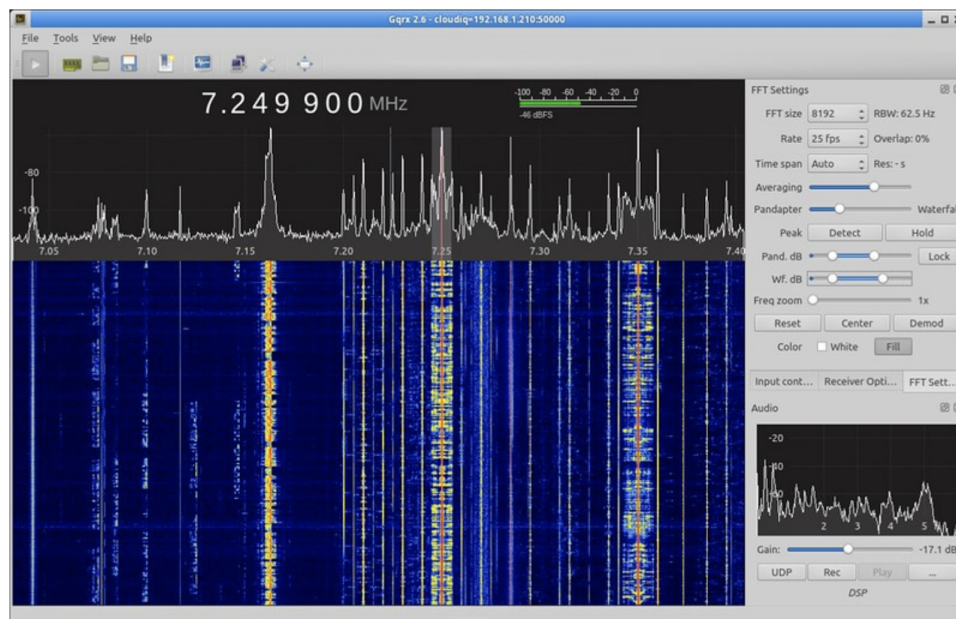 Gqrx 2.6 - cloudiq=192.168.1.210:50000
File Tools View Help
7.249 900 MHz
-100 -80 -60 -40 -20 0
-46 dBFS
-80
-100
7.05 7.10 7.15 7.20 7.25 7.30 7.35 7.40
FFT Settings
FFT size 8192 RBW: 62.5 Hz
Rate 25 fps Overlap: 0%
Time span Auto Res: - s
Averaging
Pandapter Waterfal
Peak Detect Hold
Pand. dB Lock
Wf. dB
Freq zoom 1x
Reset Center Demod
Color White Fill
Input cont... Receiver Opti... FFT Sett...
Audio
-20
-40
-60
2 3 4 5
Gain: -17.1 dB
UDP Rec Play ...
DSP